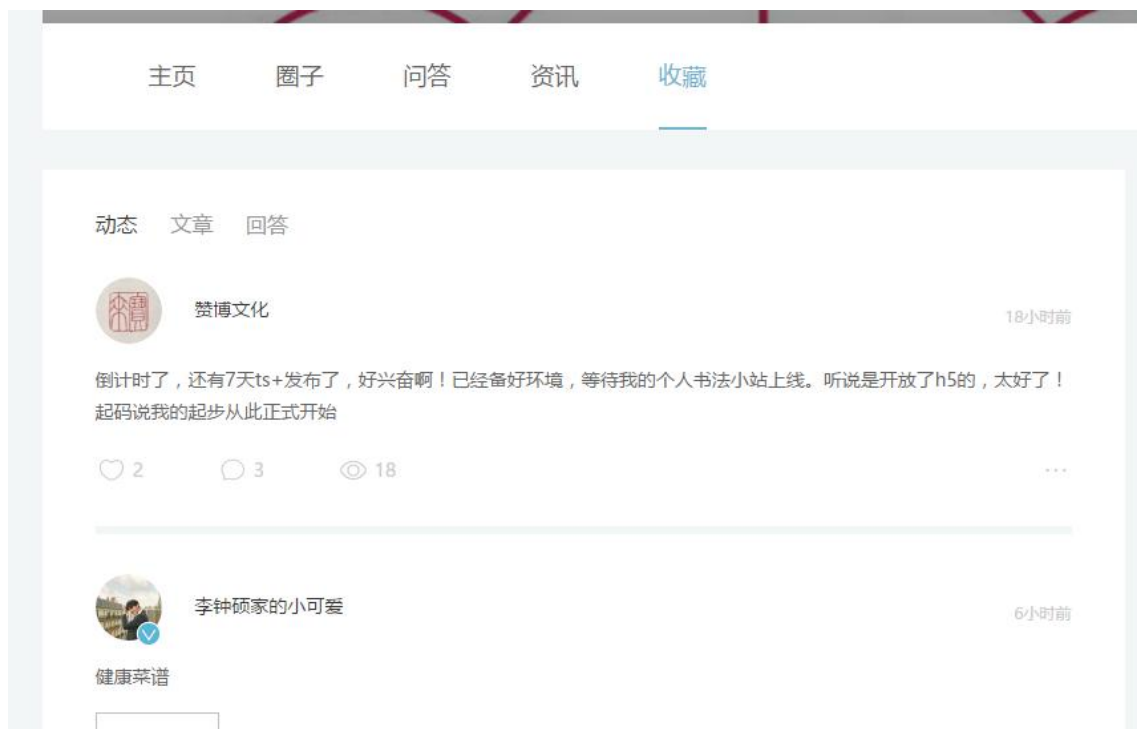 主页 圈子 问答 资讯 收藏
动态 文章 回答
赞博文化
18小时前
倒计时了，还有7天ts+发布了，好兴奋啊！已经备好环境，等待我的个人书法小站上线。听说是开放了h5的，太好了！
起码说我的起步从此正式开始
2 3 18
李钟硕家的小可爱
6小时前
健康菜谱